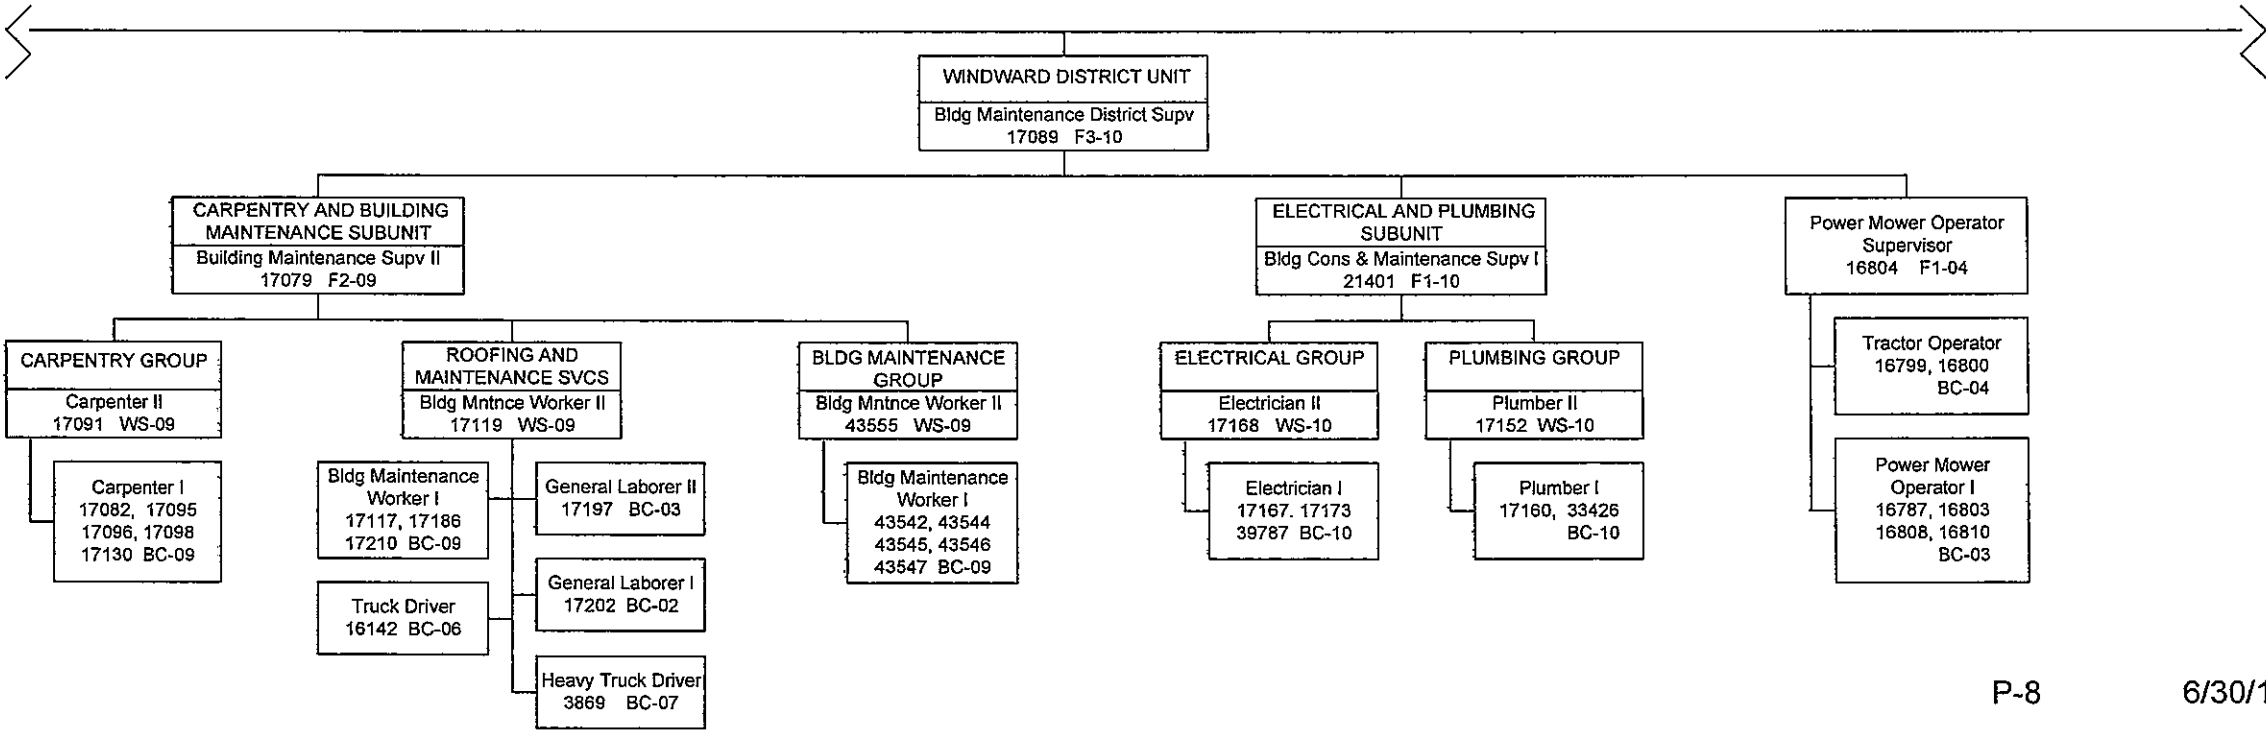 WINDWARD DISTRICT UNIT
Bldg Maintenance District Supv
17089 F3-10
CARPENTRY AND BUILDING
MAINTENANCE SUBUNIT
Building Maintenance Supv II
17079 F2-09
ELECTRICAL AND PLUMBING
SUBUNIT
Bldg Cons & Maintenance Supv I
21401 F1-10
Power Mower Operator
Supervisor
16804 F1-04
CARPENTRY GROUP
Carpenter II
17091 WS-09
Carpenter I
17082, 17095
17096, 17098
17130 BC-09
ROOFING AND
MAINTENANCE SVCS
Bldg Mntnce Worker II
17119 WS-09
Bldg Maintenance
Worker I
17117, 17186
17210 BC-09
General Laborer II
17197 BC-03
General Laborer I
17202 BC-02
Truck Driver
16142 BC-06
Heavy Truck Driver
3869 BC-07
BLDG MAINTENANCE
GROUP
Bldg Mntnce Worker II
43555 WS-09
Bldg Maintenance
Worker I
43542, 43544
43545, 43546
43547 BC-09
ELECTRICAL GROUP
Electrician II
17168 WS-10
Electrician I
17167. 17173
39787 BC-10
PLUMBING GROUP
Plumber II
17152 WS-10
Plumber I
17160, 33426
BC-10
Tractor Operator
16799, 16800
BC-04
Power Mower
Operator I
16787, 16803
16808, 16810
BC-03
P-8
6/30/1